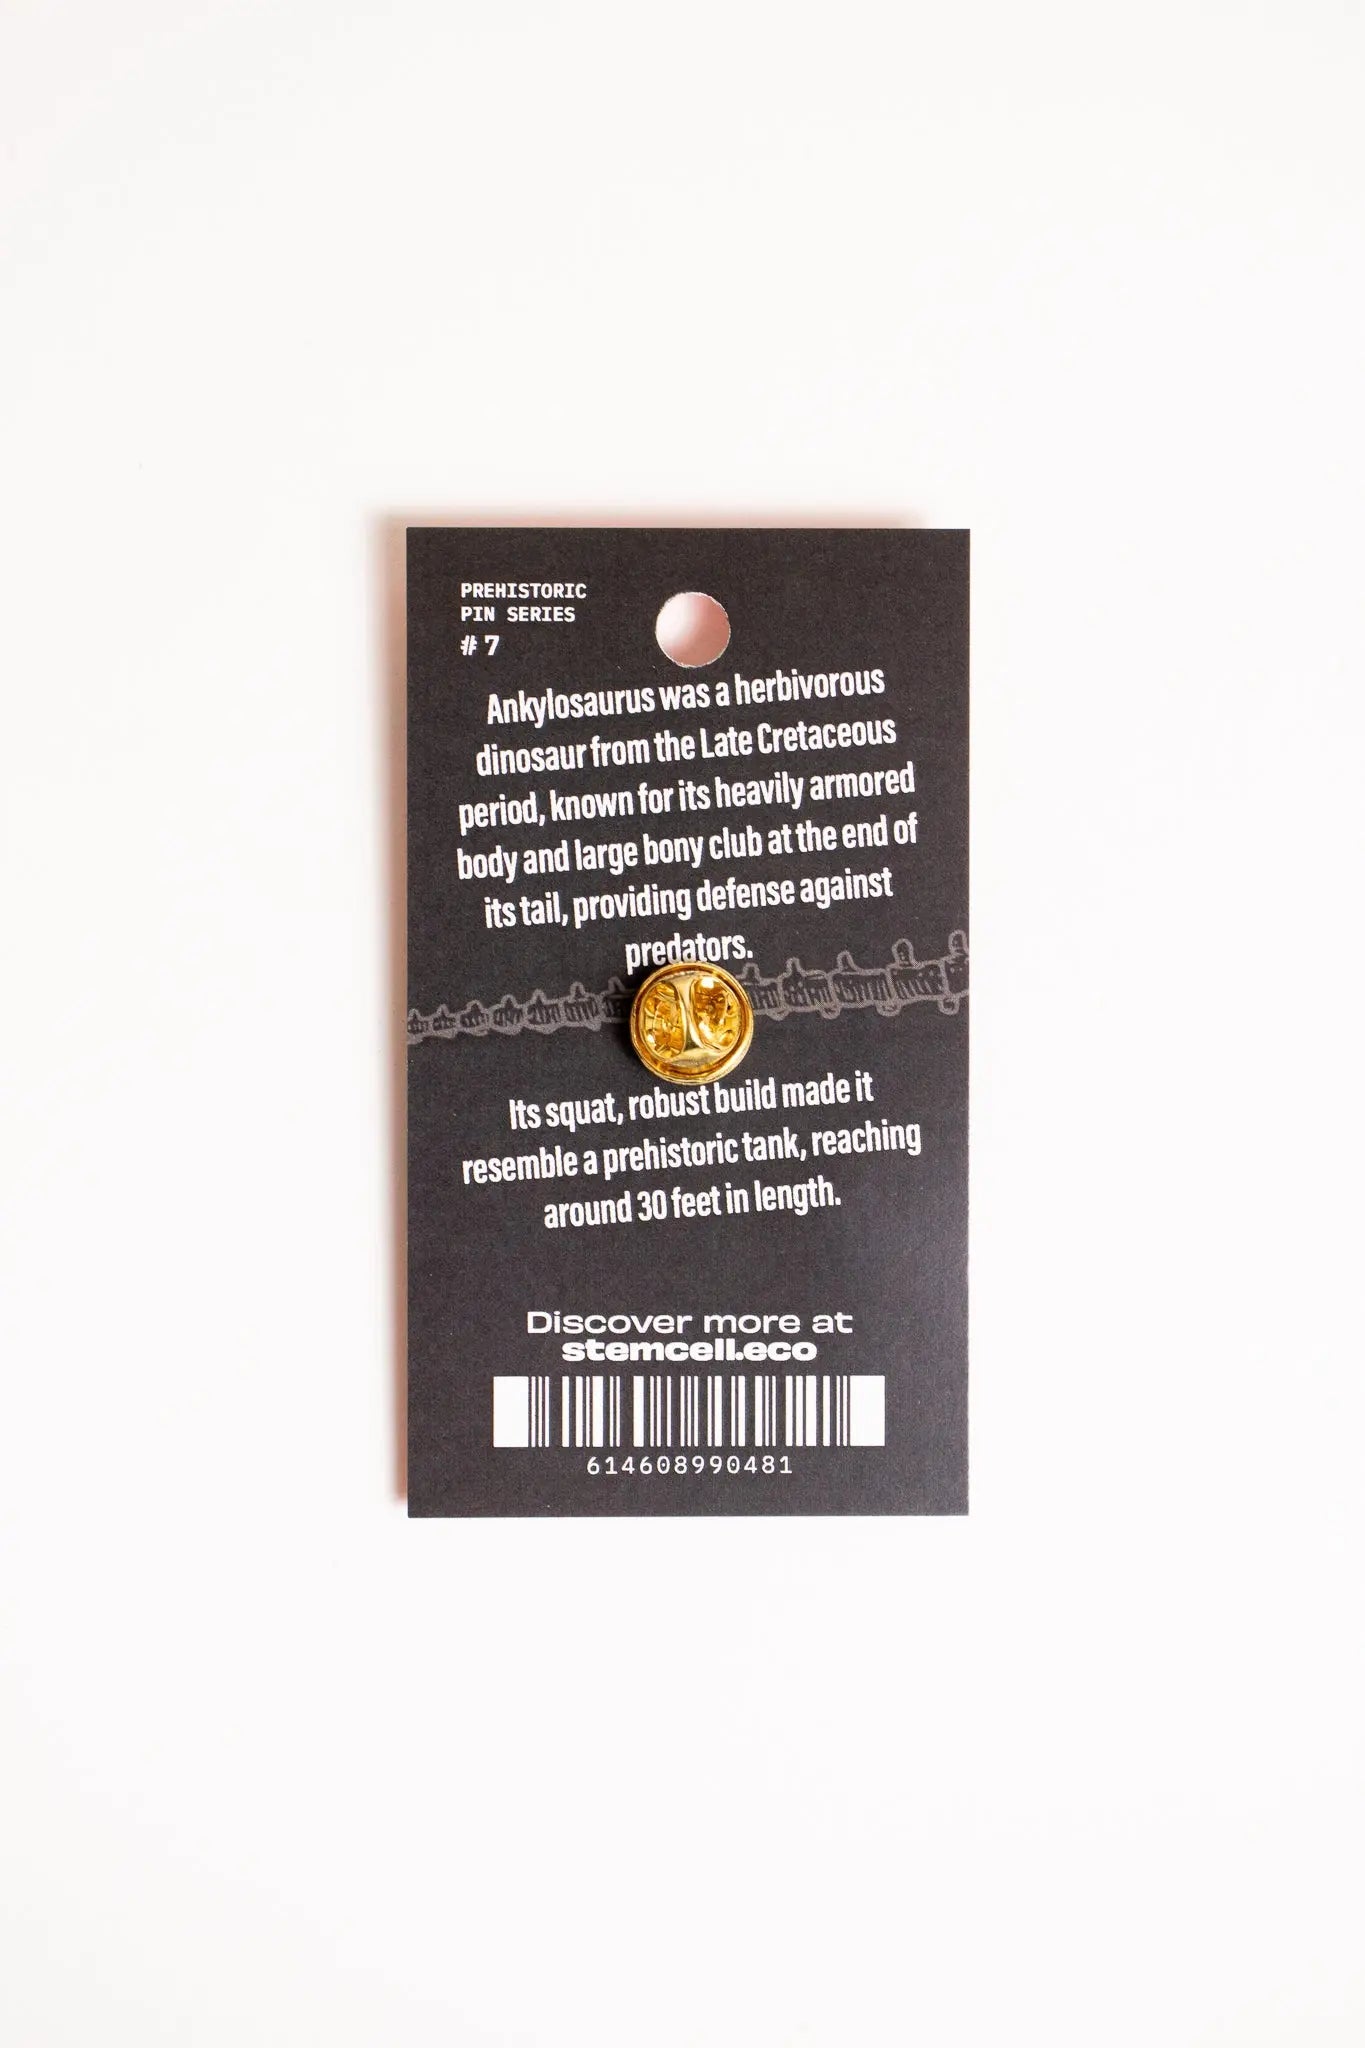 PREHISTORIC
PIN SERIES
# 7
Ankylosaurus was a herbivorous
dinosaur from the Late Cretaceous
period, known for its heavily armored
body and large bony club at the end of
its tail, providing defense against
predators.
Its squat, robust build made it
resemble a prehistoric tank, reaching
around 30 feet in length.
Discover more at
stemcell.eco
614608990481